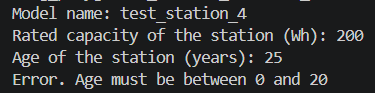 Model name: test_station_4
Rated capacity of the station (Wh): 200
Age of the station (years): 25
Error. Age must be between 0 and 20